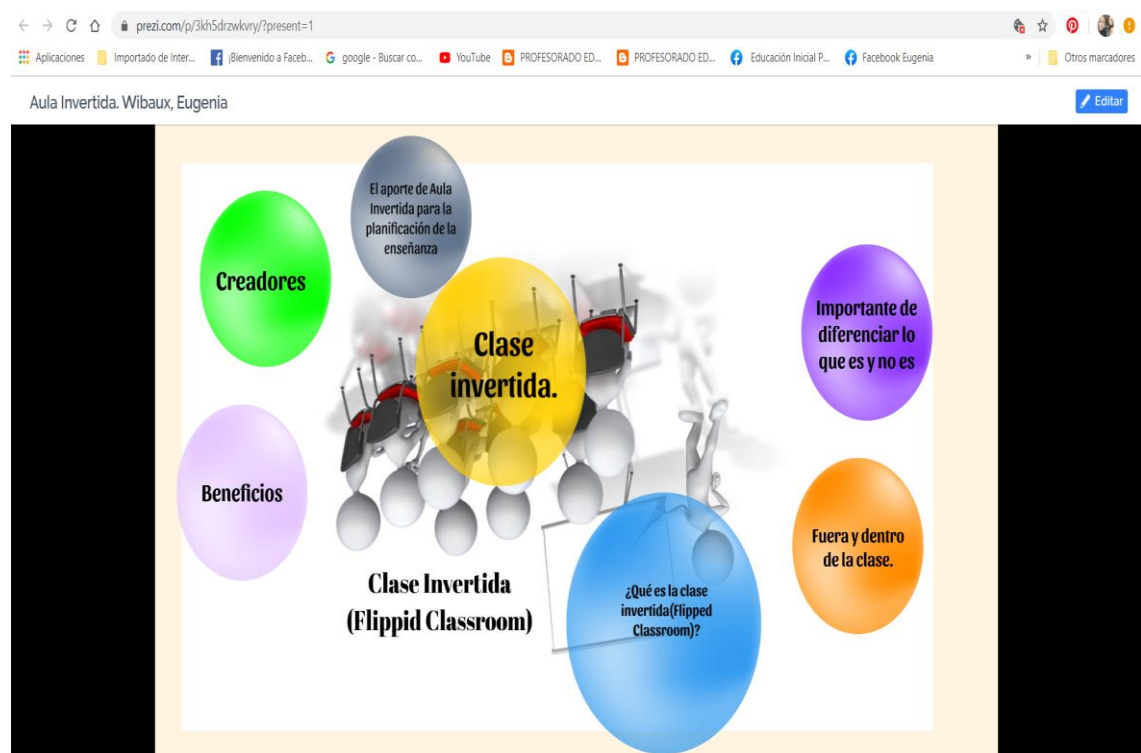 prezi.com/p/3kh5drzwkvry/?present=1
Aplicaciones
Importado de Inter...
¡Bienvenido a Faceb...
google - Buscar co...
YouTube
PROFESORADO ED...
PROFESORADO ED...
Educación Inicial P...
Facebook Eugenia
»
Otros marcadores
Aula Invertida. Wibaux, Eugenia
Editar
El aporte de Aula
Invertida para la
planificación de la
enseñanza
Creadores
Clase
invertida.
Importante de
diferenciar lo
que es y no es
Beneficios
Fuera y dentro
de la clase.
Clase Invertida
(Flippid Classroom)
¿Qué es la clase
invertida(Flipped
Classroom)?